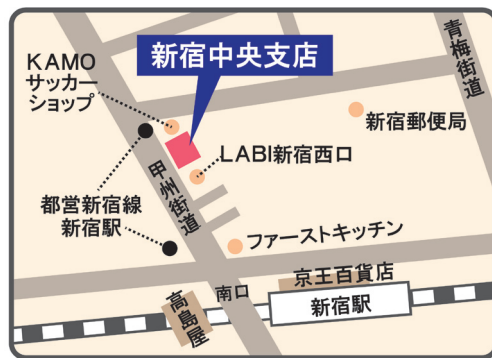 新宿中央支店
KAMO
サッカー
ショップ
青梅街道
新宿郵便局
LABI新宿西口
甲州街道
都営新宿線
新宿駅
ファーストキッチン
京王百貨店
南口
新宿駅
高島屋